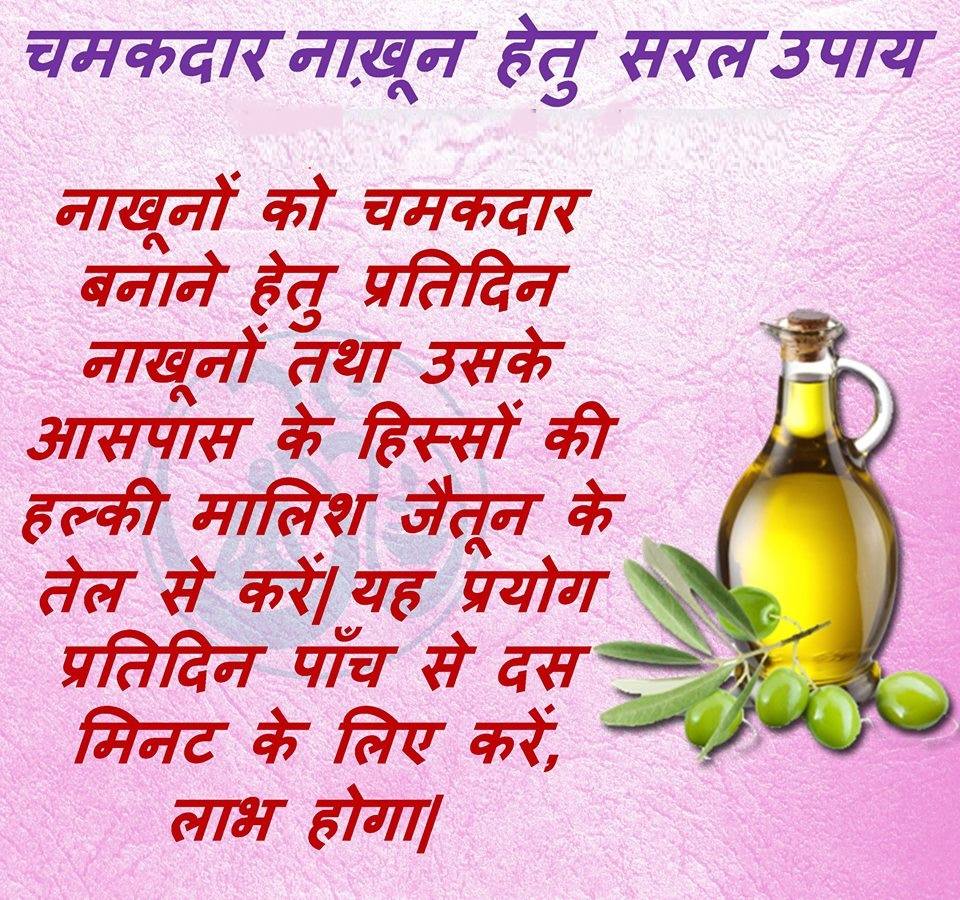 चमकदार नाख़ून हेतु सरल उपाय
नाखूनों को चमकदार
बनाने हेतु प्रतिदिन
नाखूनों तथा उसके
आसपास के हिस्सों की
हल्की मालिश जैतून के
तेल से करें| यह प्रयोग
प्रतिदिन पाँच से दस
मिनट के लिए करें,
लाभ होगा|